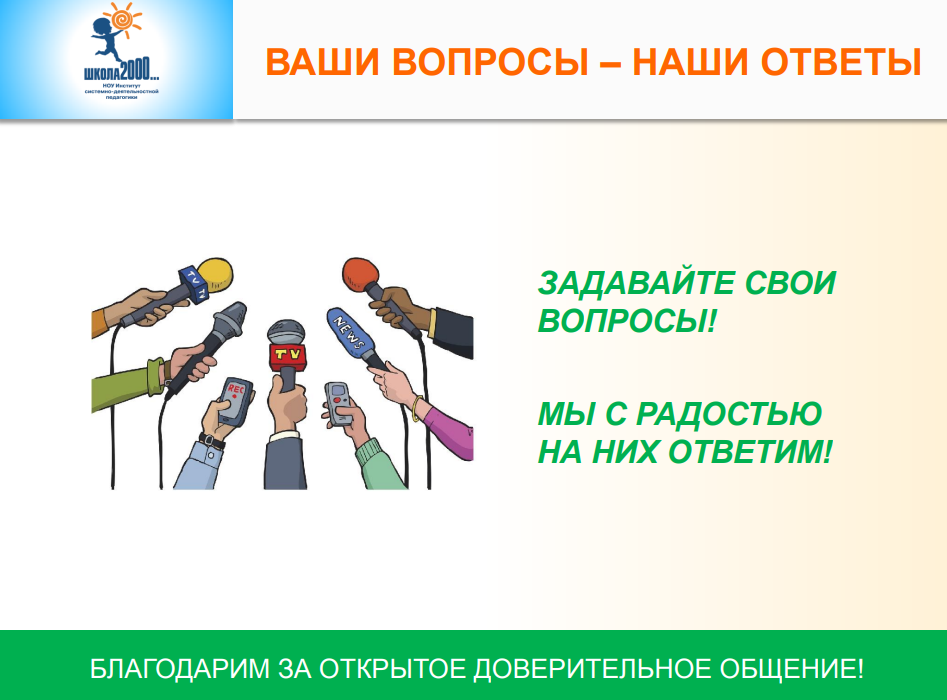 ШКОЛА2000...
НОУ Институт
системно-деятельностной
педагогики
ВАШИ ВОПРОСЫ – НАШИ ОТВЕТЫ
TV
TV
REC
TV
NEWS
ЗАДАВАЙТЕ СВОИ
ВОПРОСЫ!
МЫ С РАДОСТЬЮ
НА НИХ ОТВЕТИМ!
БЛАГОДАРИМ ЗА ОТКРЫТОЕ ДОВЕРИТЕЛЬНОЕ ОБЩЕНИЕ!